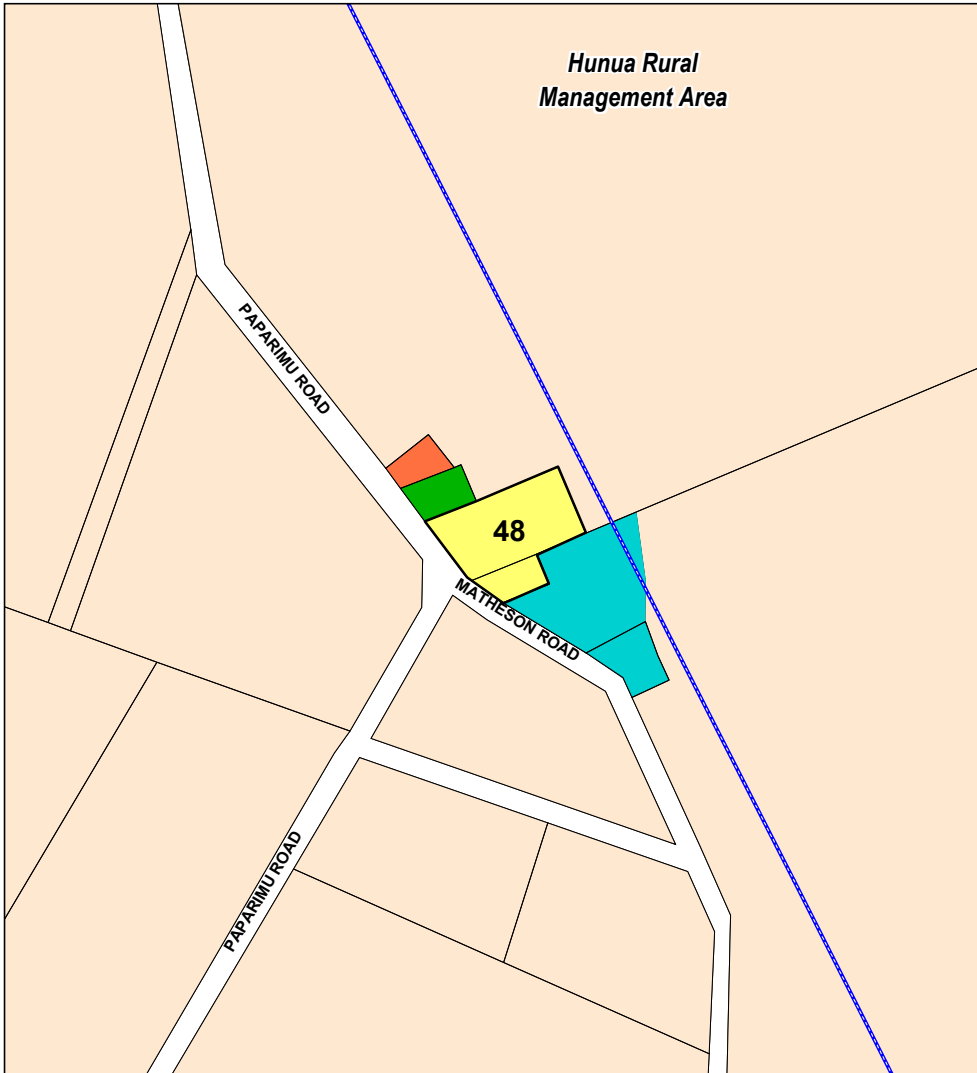 Hunua Rural
Management Area
PAPARIMU ROAD
48
MATHESON ROAD
PAPARIMU ROAD